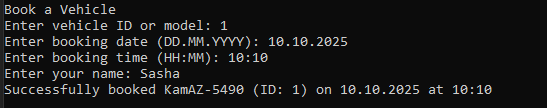 Book a Vehicle
Enter vehicle ID or model: 1
Enter booking date (DD.MM.YYYY): 10.10.2025
Enter booking time (HH:MM): 10:10
Enter your name: Sasha
Successfully booked KamAZ-5490 (ID: 1) on 10.10.2025 at 10:10